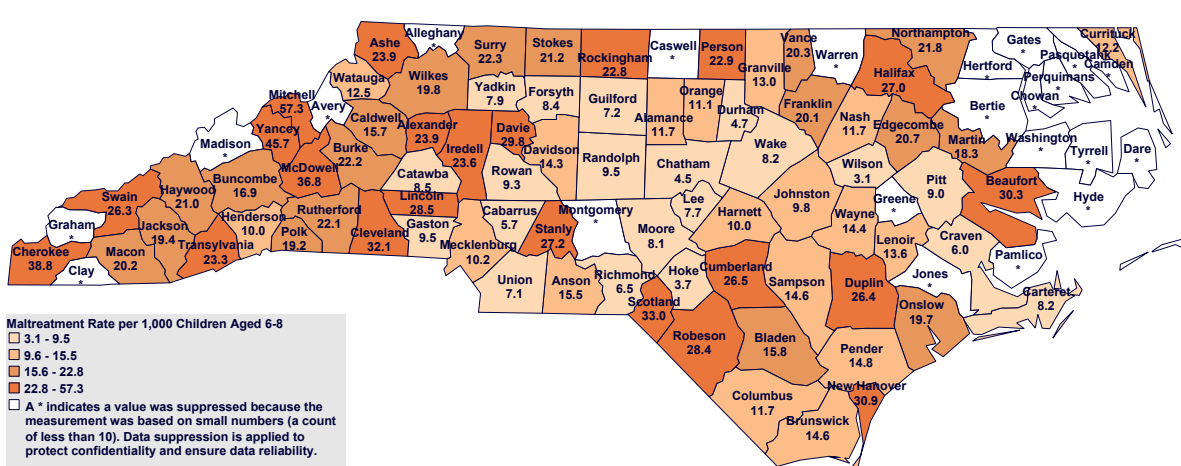 Alleghany
*
Ashe
23.9
Surry
22.3
Stokes
21.2
Rockingham
22.8
Caswell
*
Person
22.9
Vance
20.3
Warren
*
Northampton
21.8
Gates
*
Currituck
12.2
Pasquotank
*
Camden
*
Hertford
*
Perquimans
*
Chowan
*
Halifax
27.0
Granville
13.0
Watauga
12.5
Wilkes
19.8
Yadkin
7.9
Forsyth
8.4
Guilford
7.2
Alamance
11.7
Orange
11.1
Durham
4.7
Franklin
20.1
Nash
11.7
Edgecombe
20.7
Bertie
*
Martin
18.3
Washington
*
Tyrrell
*
Dare
*
Mitchell
57.3
Avery
*
Yancey
45.7
Caldwell
15.7
Alexander
23.9
Iredell
23.6
Davie
29.8
Davidson
14.3
Randolph
9.5
Chatham
4.5
Wake
8.2
Wilson
3.1
Pitt
9.0
Beaufort
30.3
Hyde
*
Madison
*
Buncombe
16.9
McDowell
36.8
Burke
22.2
Catawba
8.5
Rowan
9.3
Lee
7.7
Johnston
9.8
Greene
*
Swain
26.3
Haywood
21.0
Henderson
10.0
Rutherford
22.1
Polk
19.2
Cleveland
32.1
Lincoln
28.5
Gaston
9.5
Cabarrus
5.7
Stanly
27.2
Montgomery
*
Moore
8.1
Harnett
10.0
Wayne
14.4
Lenoir
13.6
Craven
6.0
Pamlico
*
Graham
*
Cherokee
38.8
Clay
*
Macon
20.2
Jackson
19.4
Transylvania
23.3
Mecklenburg
10.2
Union
7.1
Anson
15.5
Richmond
6.5
Hoke
3.7
Scotland
33.0
Cumberland
26.5
Sampson
14.6
Duplin
26.4
Jones
*
Onslow
19.7
Carteret
8.2
Robeson
28.4
Bladen
15.8
Pender
14.8
New Hanover
30.9
Columbus
11.7
Brunswick
14.6
Maltreatment Rate per 1,000 Children Aged 6-8
3.1 - 9.5
9.6 - 15.5
15.6 - 22.8
22.8 - 57.3
A * indicates a value was suppressed because the
measurement was based on small numbers (a count
of less than 10). Data suppression is applied to
protect confidentiality and ensure data reliability.